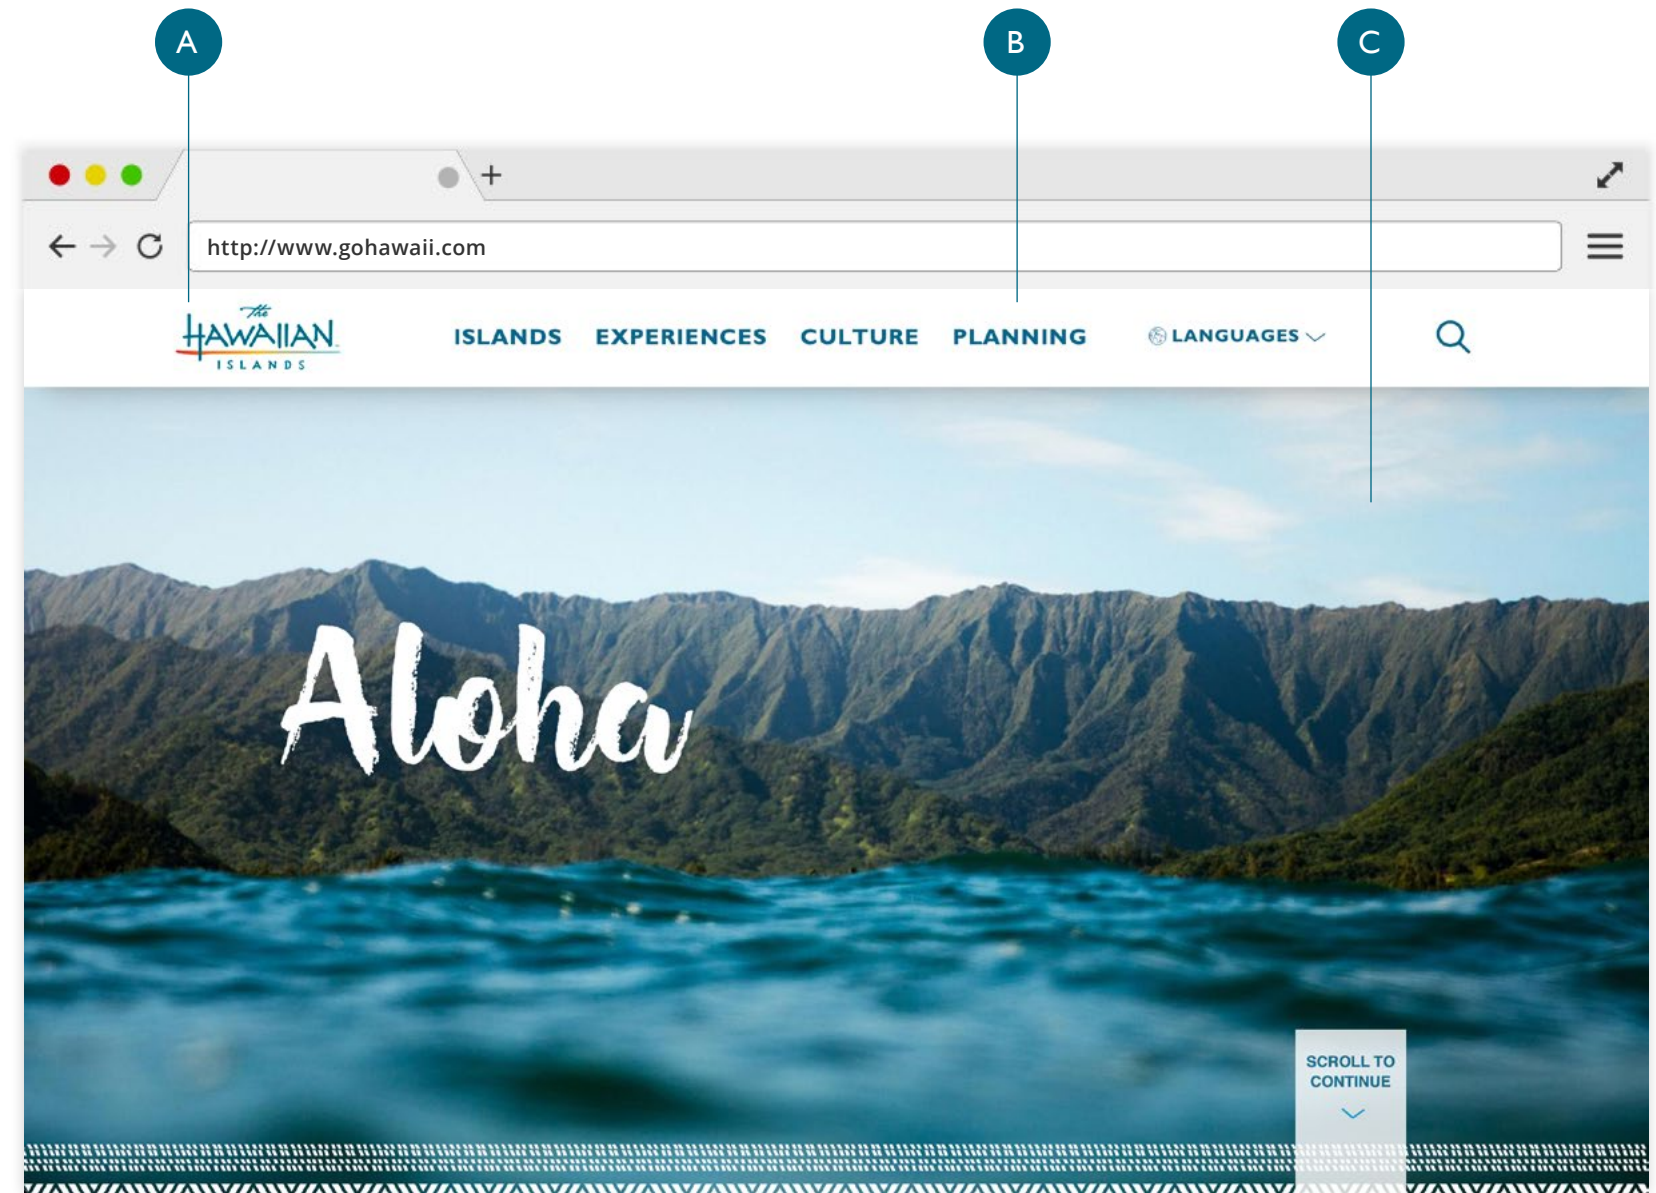 A B C
http://www.gohawaii.com
The
HAWAIIAN
ISLANDS
ISLANDS EXPERIENCES CULTURE PLANNING LANGUAGES
Aloha
SCROLL TO
CONTINUE